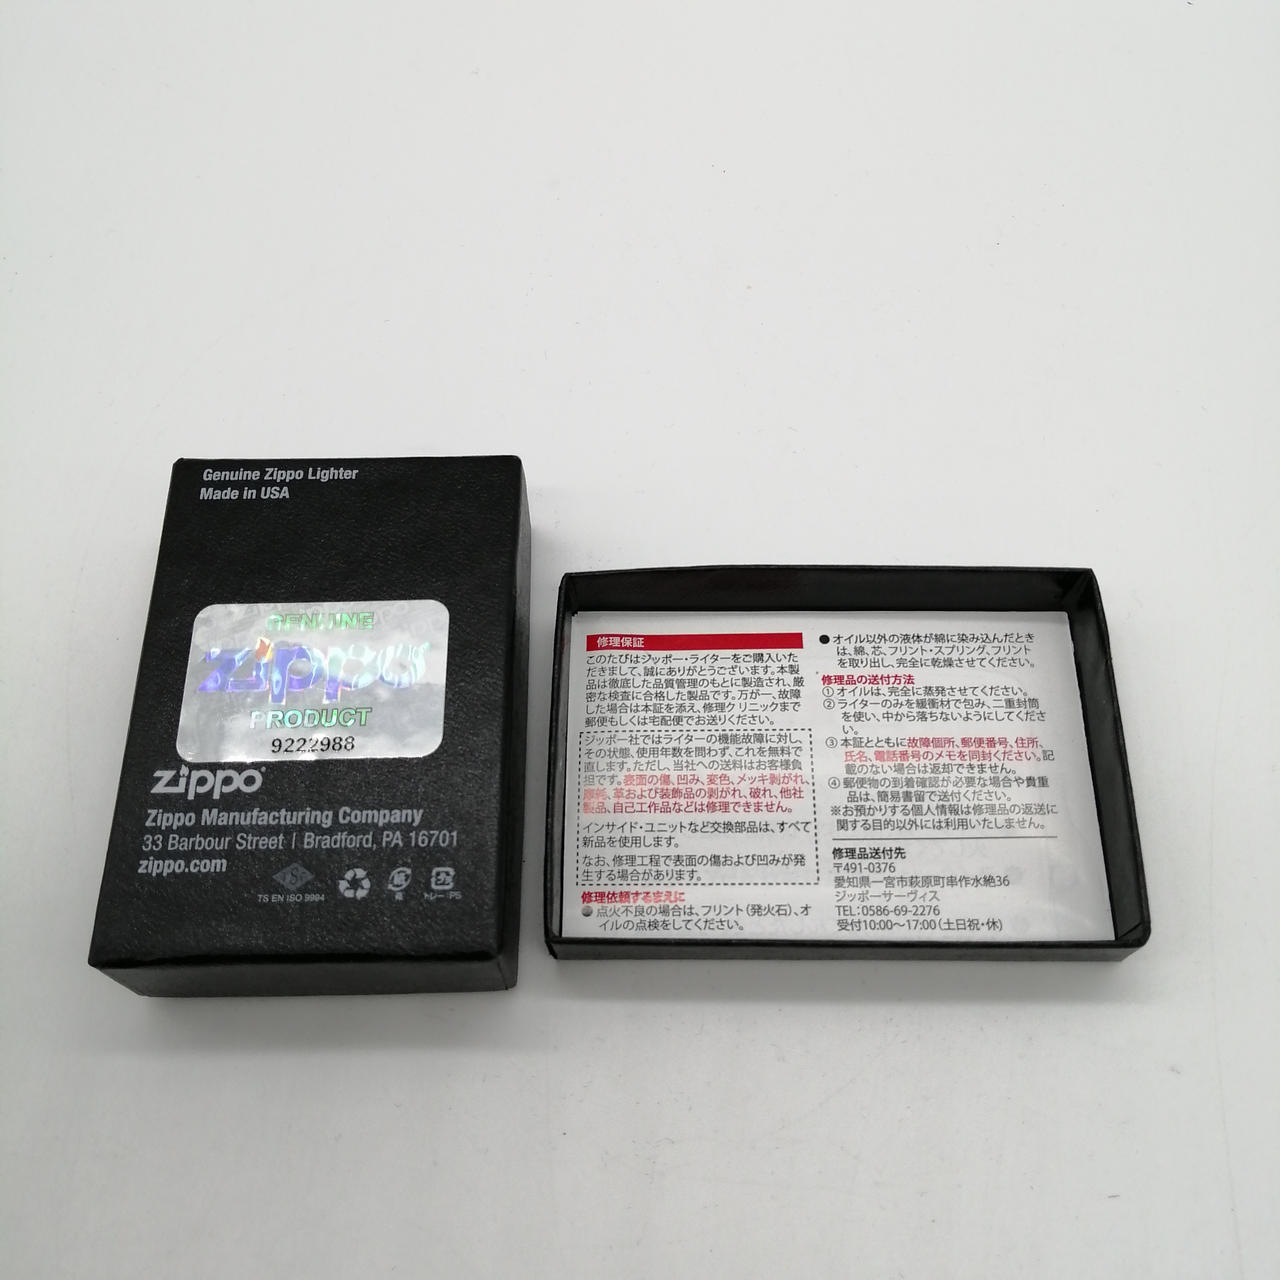 Genuine Zippo Lighter
Made in USA
GENUINE
zippo
PRODUCT
9222988
zippo
Zippo Manufacturing Company
33 Barbour Street | Bradford, PA 16701
zippo.com
TS EN ISO 9994
紙
トレー:PS
修理保証
このたびはジッポー・ライターをご購入いた
だきまして、誠にありがとうございます。本製
品は徹底した品質管理のもとに製造され、厳
密な検査に合格した製品です。万が一、故障
した場合は本証を添え、修理クリニックまで
郵便もしくは宅配便でお送りください。
ジッポー社ではライターの機能故障に対し、
その状態、使用年数を問わず、これを無料で
直します。ただし、当社への送料はお客様負
担です。表面の傷、凹み、変色、メッキ剥がれ、
摩耗、革および装飾品の剥がれ、破れ、他社
製品、自己工作品などは修理できません。
インサイド・ユニットなど交換部品は、すべて
新品を使用します。
なお、修理工程で表面の傷および凹みが発
生する場合があります。
修理依頼するまえに
●点火不良の場合は、フリント(発火石)、オ
イルの点検をしてください。
●オイル以外の液体が綿に染み込んだとき
は、綿、芯、フリント・スプリング、フリント
を取り出し、完全に乾燥させてください。
修理品の送付方法
①オイルは、完全に蒸発させてください。
②ライターのみを緩衝材で包み、二重封筒
を使い、中から落ちないようにしてくださ
い。
③本証とともに故障個所、郵便番号、住所、
氏名、電話番号のメモを同封ください。記
載のない場合は返却できません。
④郵便物の到着確認が必要な場合や貴重
品は、簡易書留で送付ください。
※お預かりする個人情報は修理品の返送に
関する目的以外には利用いたしません。
修理品送付先
〒491-0376
愛知県一宮市萩原町串作水絶36
ジッポーサーヴィス
TEL:0586-69-2276
受付10:00〜17:00(土日祝・休)